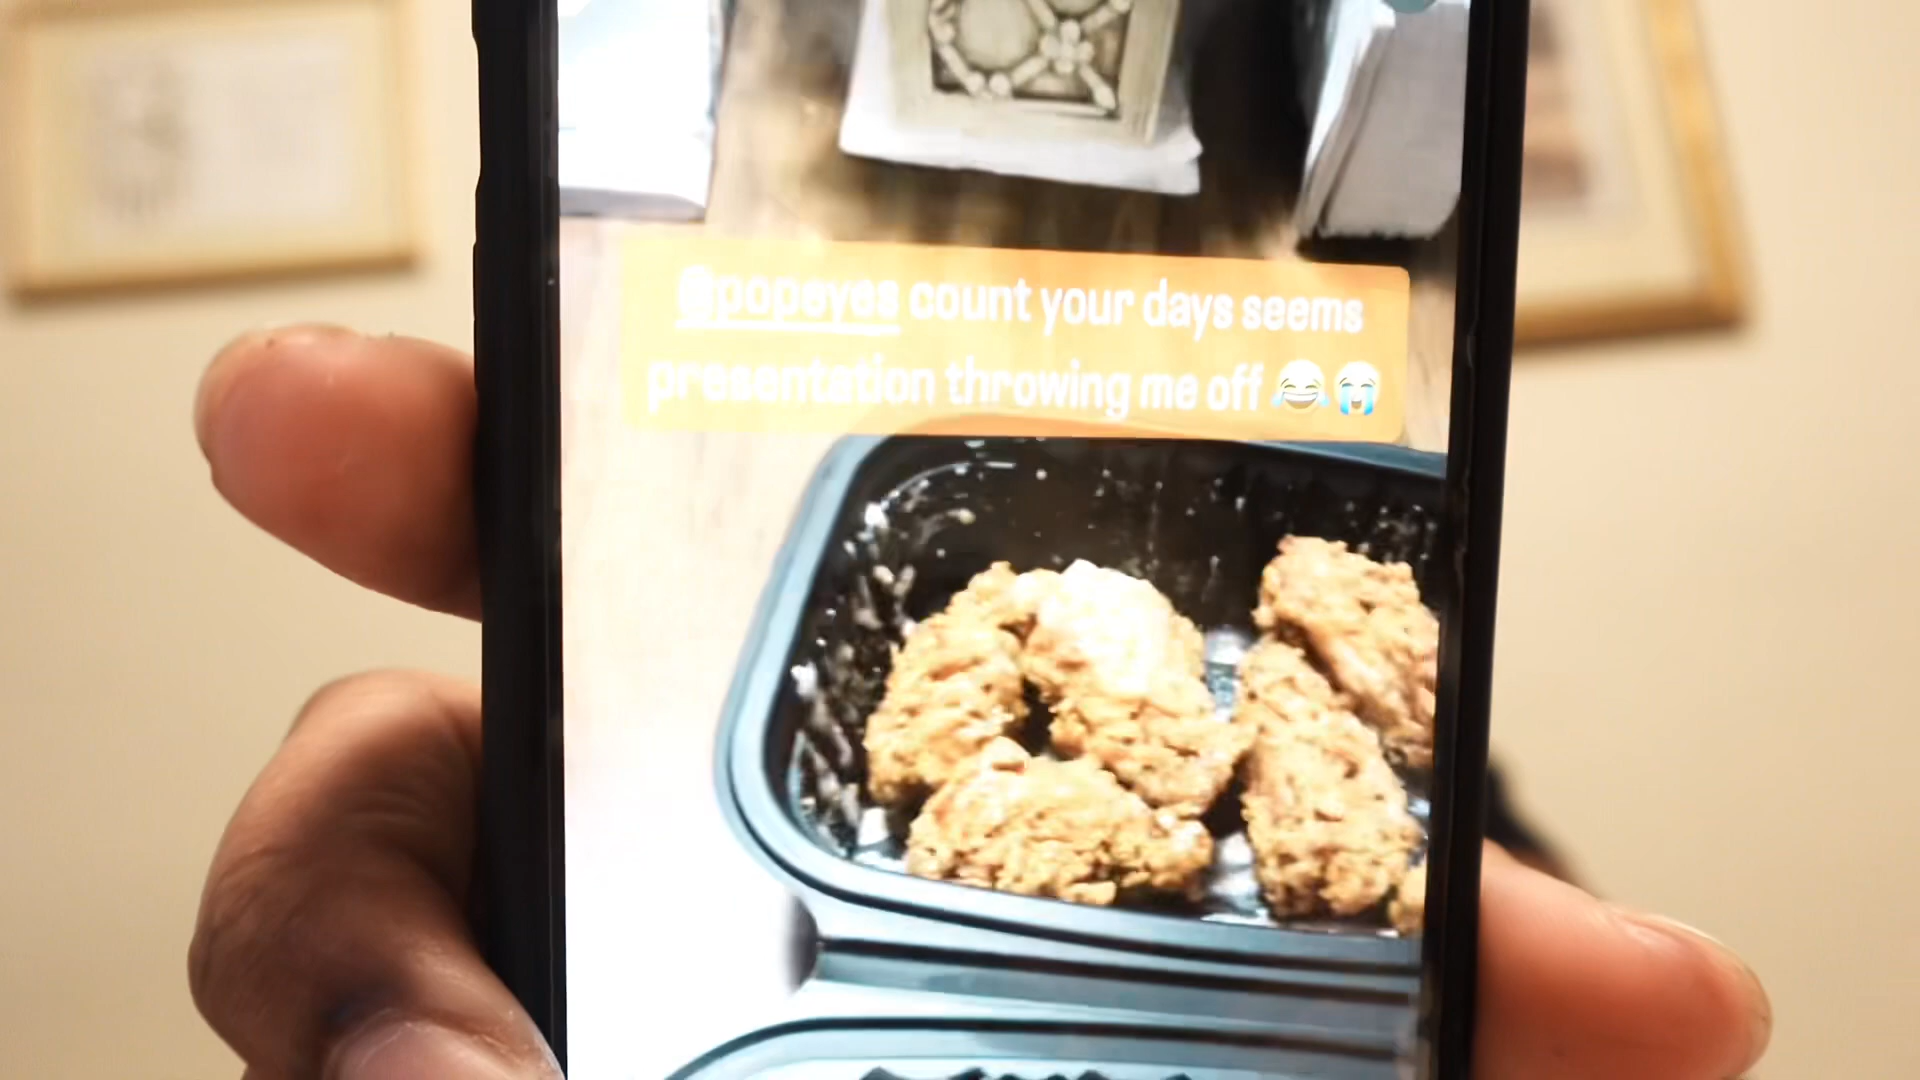 @popeyes count your days seems
presentation throwing me off 😂😭